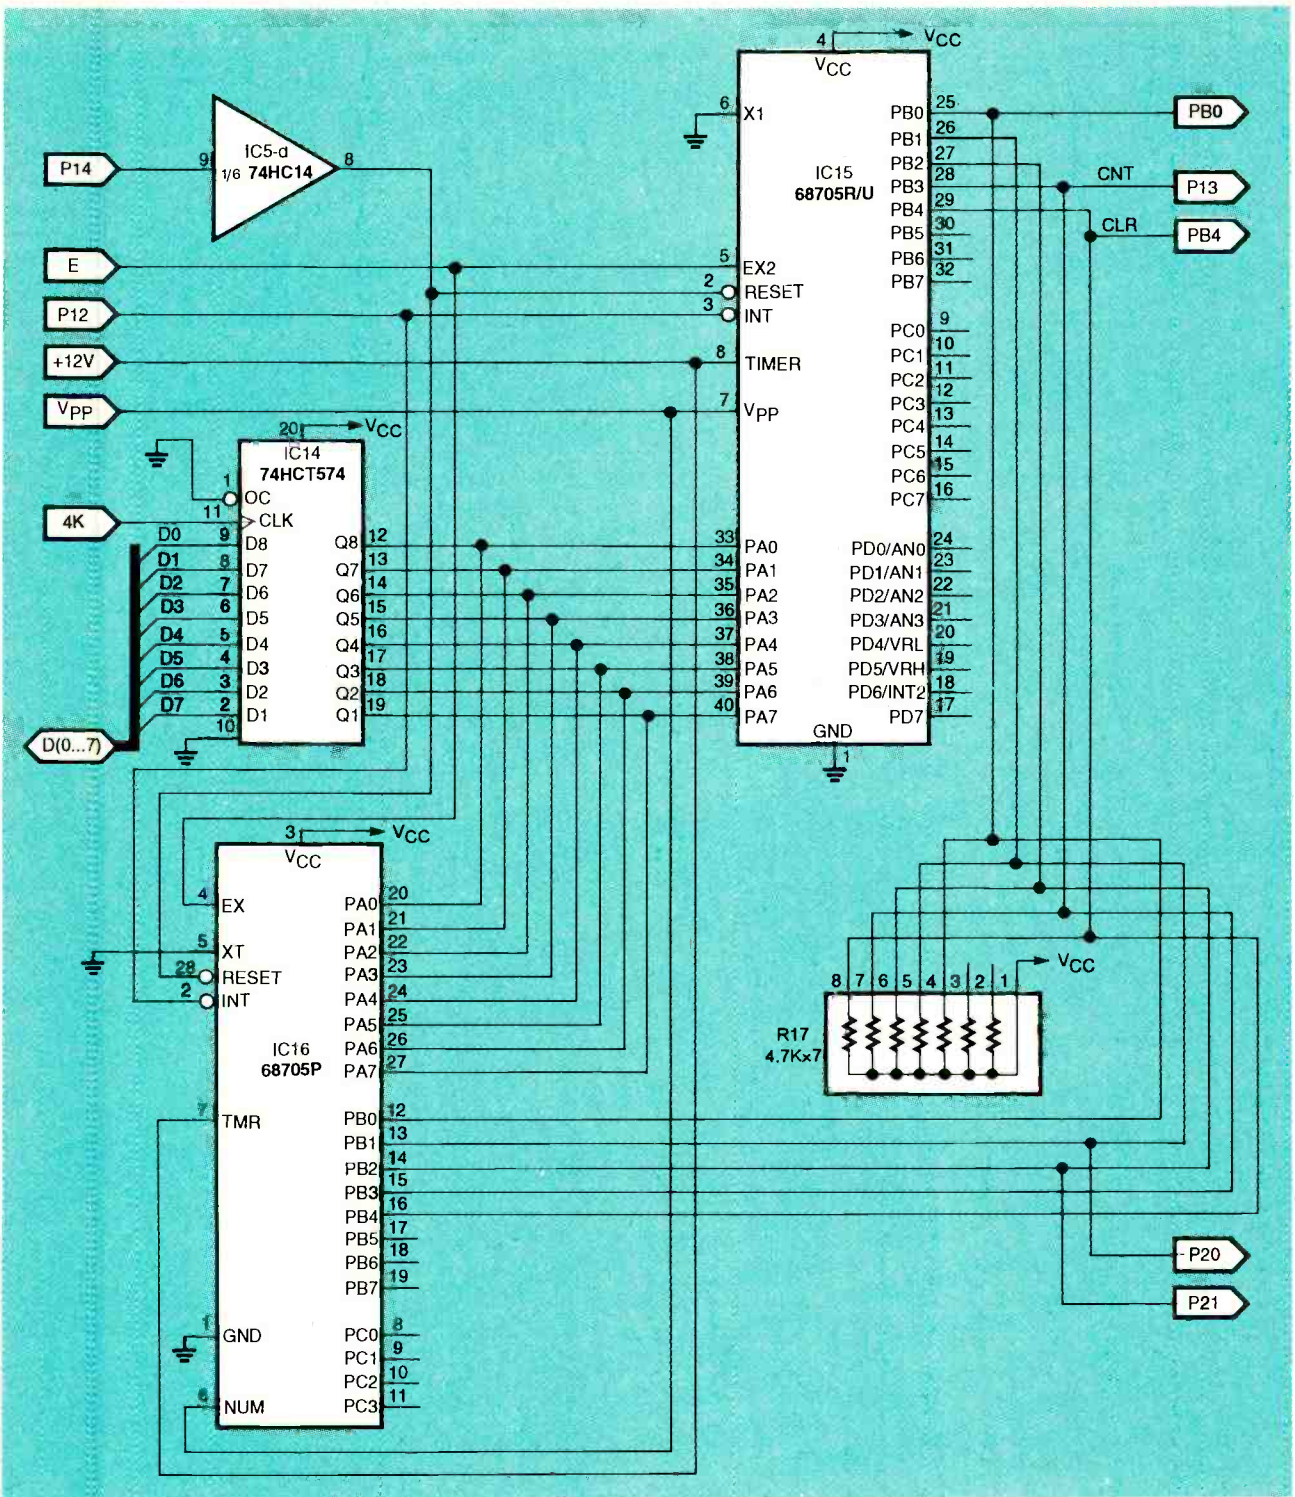 4
VCC
VCC
P14
9
IC5-d
1/6 74HC14
8
6
X1
IC15
68705R/U
PB0
25
PB0
PB1
26
PB2
27
PB3
28
CNT
P13
PB4
29
CLR
PB4
PB5
30
PB6
31
PB7
32
E
5
EX2
2
RESET
P12
3
INT
+12V
8
TIMER
VPP
7
VPP
PC0
9
PC1
10
PC2
11
PC3
12
PC4
13
PC5
14
PC6
15
PC7
16
20
VCC
IC14
74HCT574
1
OC
4K
11
CLK
D0
9
D8
Q8
12
D1
8
D7
Q7
13
D2
7
D6
Q6
14
D3
6
D5
Q5
15
D4
5
D4
Q4
16
D5
4
D3
Q3
17
D6
3
D2
Q2
18
D7
2
D1
Q1
19
10
D(0...7)
33
PA0
34
PA1
35
PA2
36
PA3
37
PA4
38
PA5
39
PA6
40
PA7
PD0/AN0
24
PD1/AN1
23
PD2/AN2
22
PD3/AN3
21
PD4/VRL
20
PD5/VRH
19
PD6/INT2
18
PD7
17
GND
1
3
VCC
VCC
4
EX
5
XT
28
RESET
2
INT
IC16
68705P
7
TMR
1
GND
6
NUM
PA0
20
PA1
21
PA2
22
PA3
23
PA4
24
PA5
25
PA6
26
PA7
27
PB0
12
PB1
13
PB2
14
PB3
15
PB4
16
PB5
17
PB6
18
PB7
19
PC0
8
PC1
9
PC2
10
PC3
11
VCC
8 7 6 5 4 3 2 1
R17
4.7K×7
P20
P21